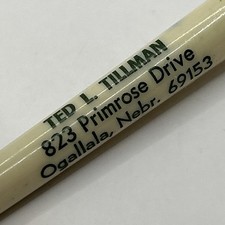 TED L. TILLMAN
823 Primrose Drive
Ogallala, Nebr. 69153